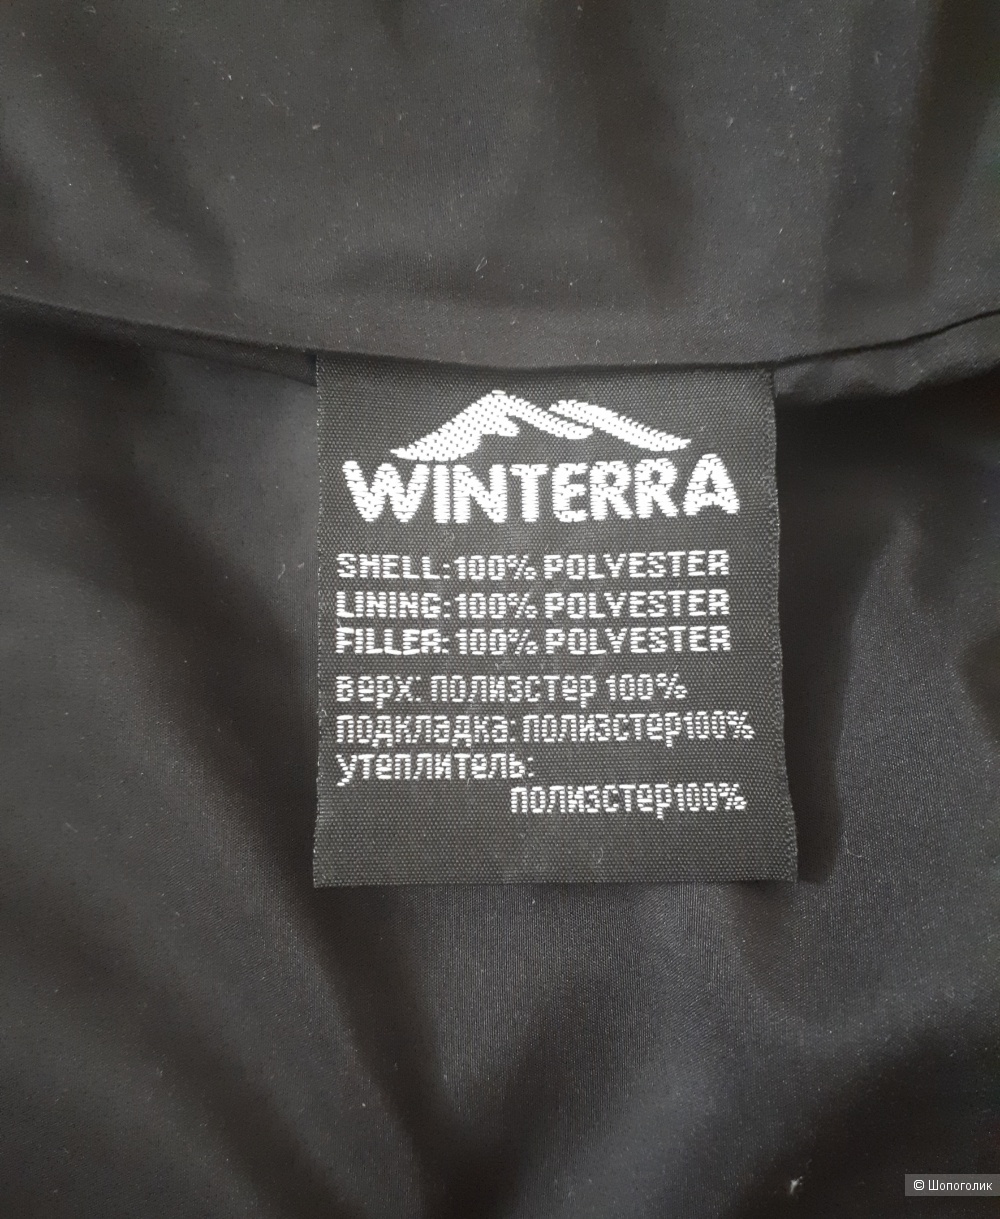 WINTERRA
SHELL:100% POLYESTER
LINING:100% POLYESTER
FILLER:100% POLYESTER
верх: полиэстер 100%
подкладка: полиэстер100%
утеплитель:
полиэстер100%
© Шопоголик